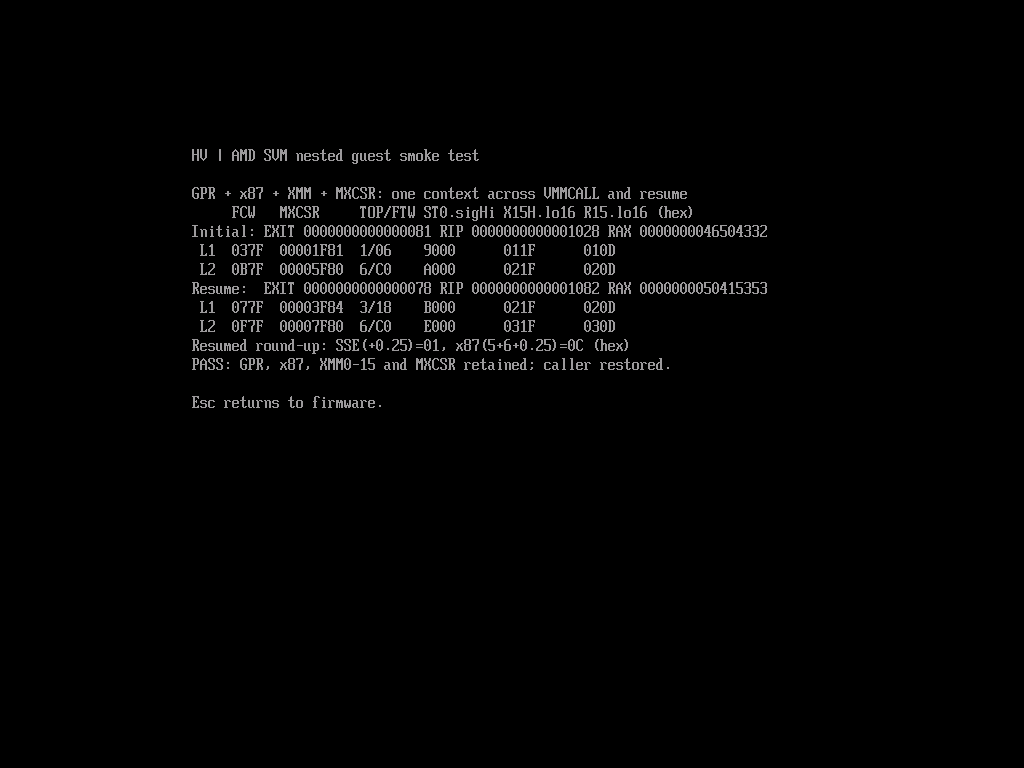 HV | AMD SVM nested guest smoke test
GPR + x87 + XMM + MXCSR: one context across VMMCALL and resume
FCW MXCSR TOP/FTW ST0.sigHi X15H.lo16 R15.lo16 (hex)
Initial: EXIT 0000000000000081 RIP 0000000000001028 RAX 0000000046504332
L1 037F 00001F81 1/06 9000 011F 010D
L2 0B7F 00005F80 6/C0 A000 021F 020D
Resume: EXIT 0000000000000078 RIP 0000000000001082 RAX 0000000050415353
L1 077F 00003F84 3/18 B000 021F 020D
L2 0F7F 00007F80 6/C0 E000 031F 030D
Resumed round-up: SSE(+0.25)=01, x87(5+6+0.25)=0C (hex)
PASS: GPR, x87, XMM0-15 and MXCSR retained; caller restored.
Esc returns to firmware.